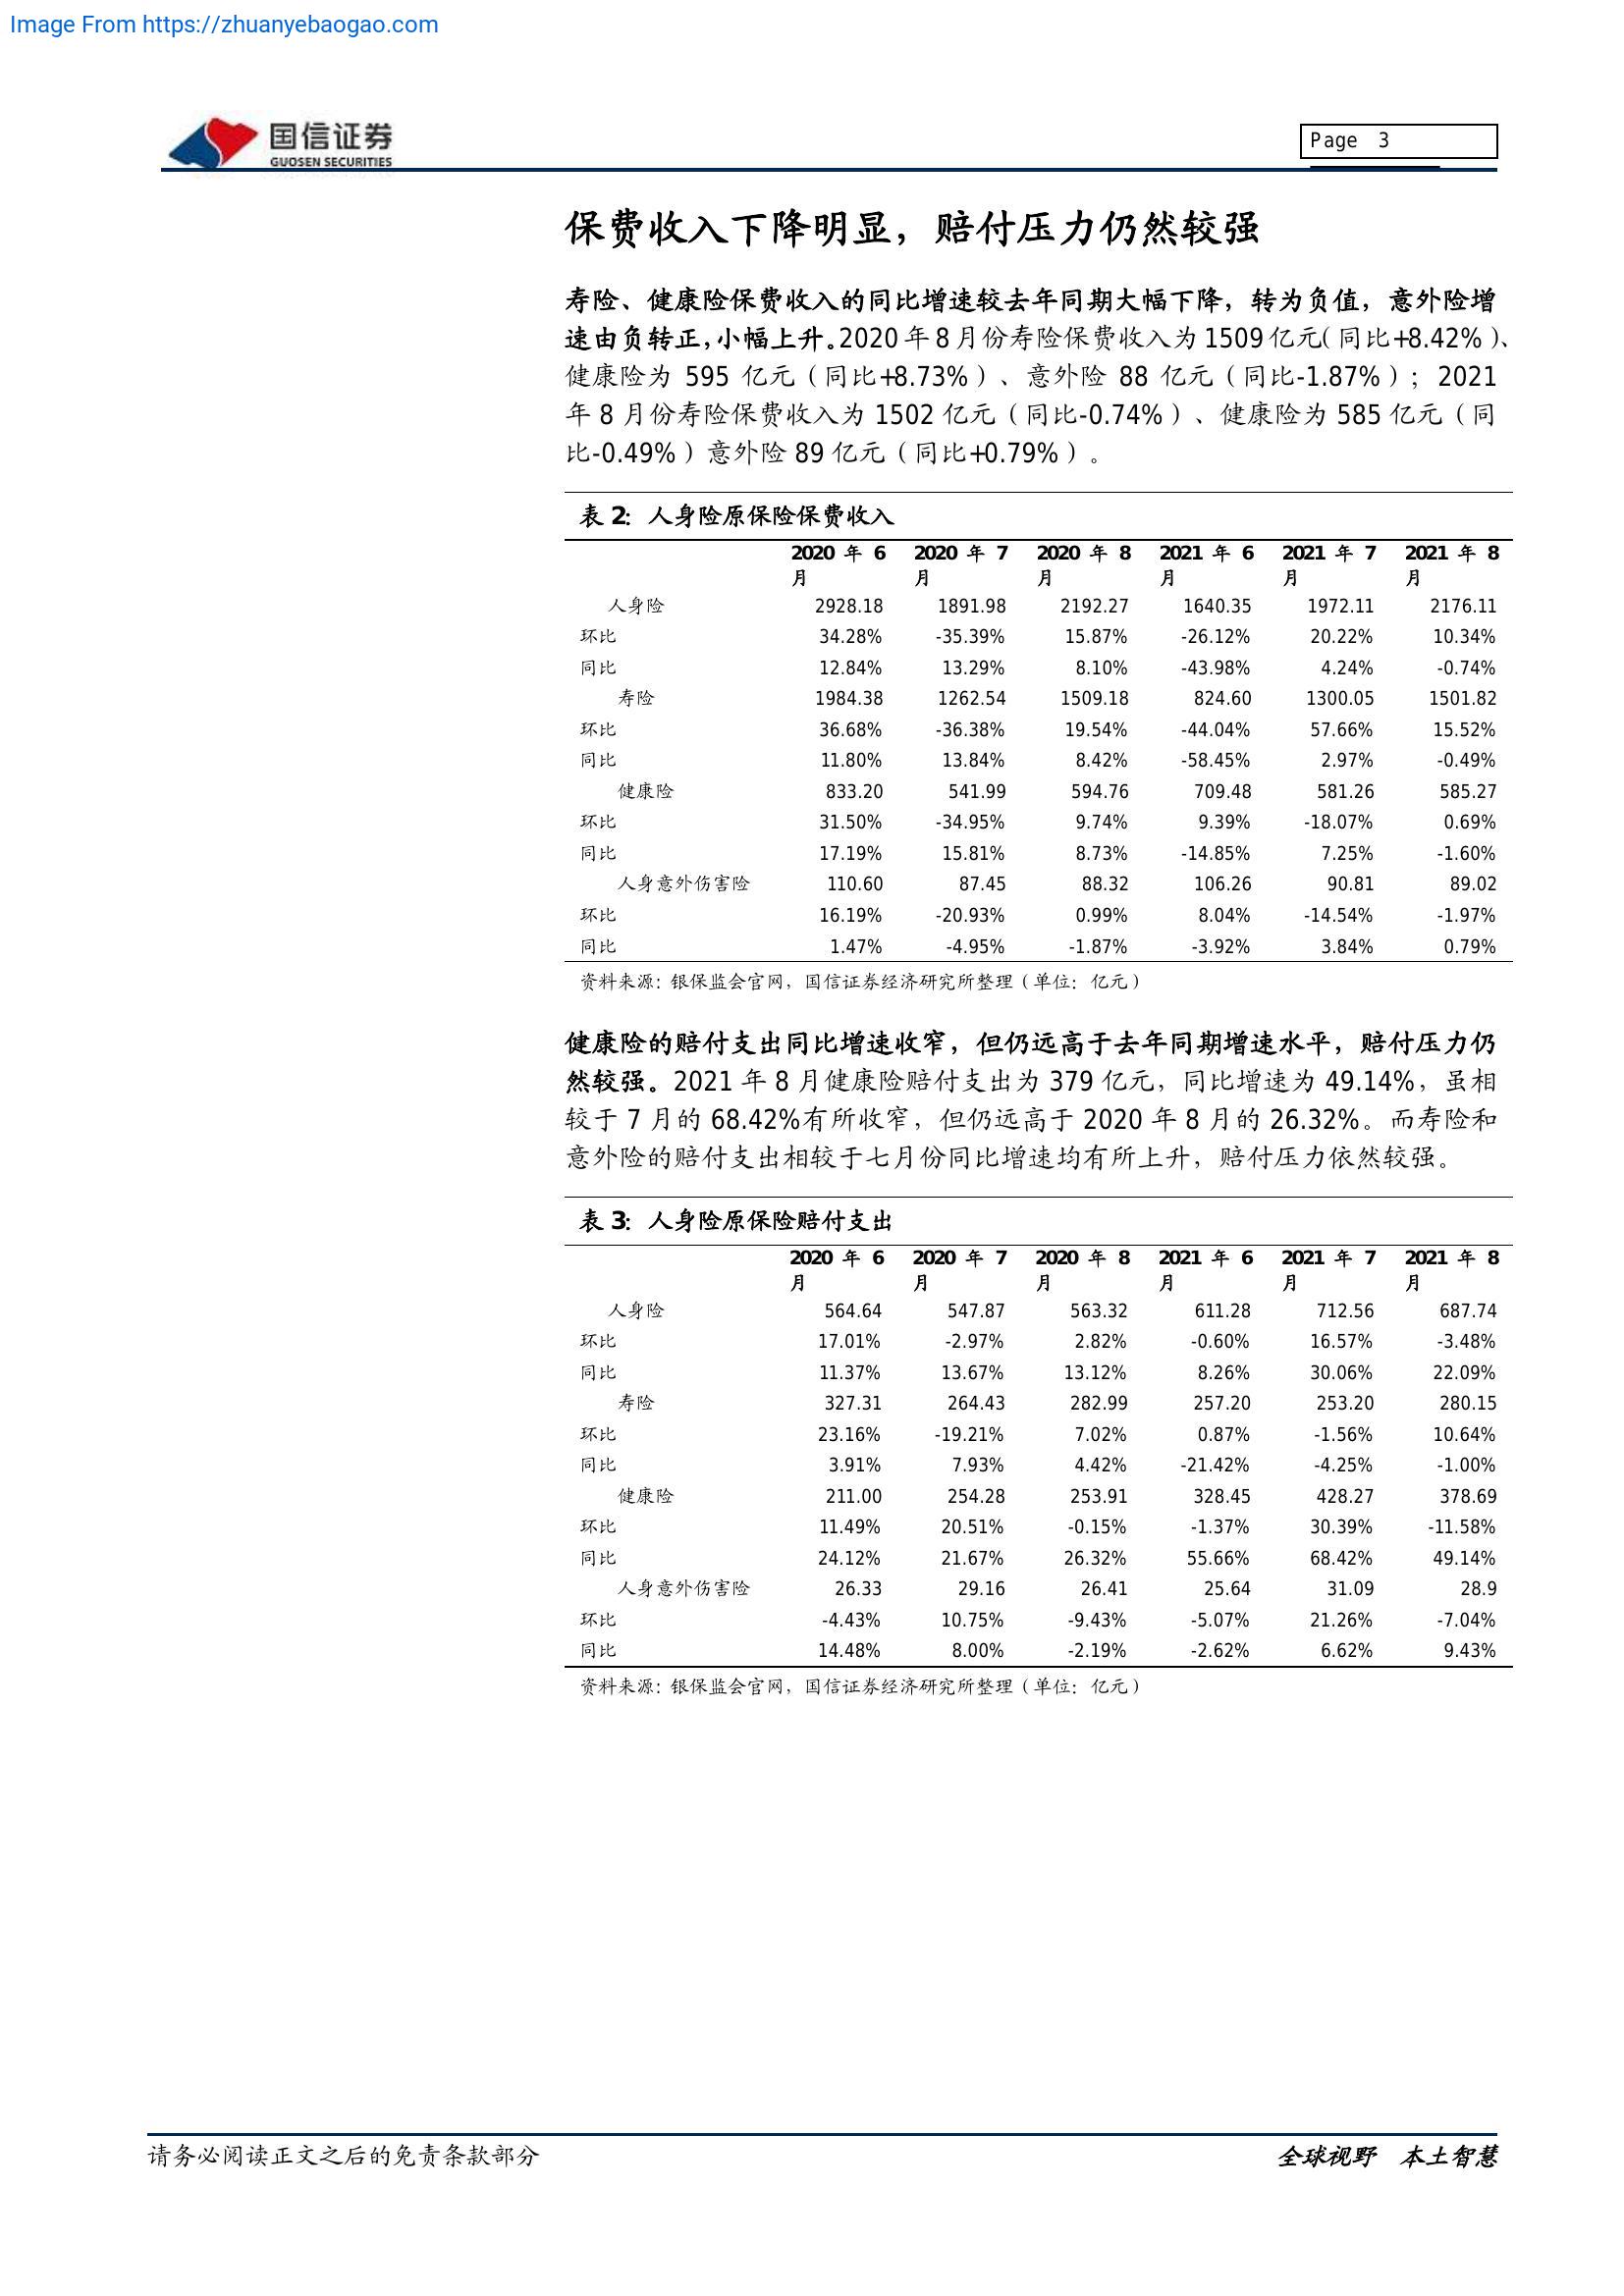 Image From https://zhuanyebaogao.com
国信证券
GUOSEN SECURITIES
Page 3
保费收入下降明显，赔付压力仍然较强
寿险、健康险保费收入的同比增速较去年同期大幅下降，转为负值，意外险增
速由负转正，小幅上升。2020 年 8 月份寿险保费收入为 1509 亿元（同比+8.42%）、
健康险为 595 亿元（同比+8.73%）、意外险 88 亿元（同比-1.87%）；2021
年 8 月份寿险保费收入为 1502 亿元（同比-0.74%）、健康险为 585 亿元（同
比-0.49%）意外险 89 亿元（同比+0.79%）。
表 2：人身险原保险保费收入
2020 年 6 月 2020 年 7 月 2020 年 8 月 2021 年 6 月 2021 年 7 月 2021 年 8 月
人身险 2928.18 1891.98 2192.27 1640.35 1972.11 2176.11
环比 34.28% -35.39% 15.87% -26.12% 20.22% 10.34%
同比 12.84% 13.29% 8.10% -43.98% 4.24% -0.74%
寿险 1984.38 1262.54 1509.18 824.60 1300.05 1501.82
环比 36.68% -36.38% 19.54% -44.04% 57.66% 15.52%
同比 11.80% 13.84% 8.42% -58.45% 2.97% -0.49%
健康险 833.20 541.99 594.76 709.48 581.26 585.27
环比 31.50% -34.95% 9.74% 9.39% -18.07% 0.69%
同比 17.19% 15.81% 8.73% -14.85% 7.25% -1.60%
人身意外伤害险 110.60 87.45 88.32 106.26 90.81 89.02
环比 16.19% -20.93% 0.99% 8.04% -14.54% -1.97%
同比 1.47% -4.95% -1.87% -3.92% 3.84% 0.79%
资料来源：银保监会官网，国信证券经济研究所整理（单位：亿元）
健康险的赔付支出同比增速收窄，但仍远高于去年同期增速水平，赔付压力仍
然较强。2021 年 8 月健康险赔付支出为 379 亿元，同比增速为 49.14%，虽相
较于 7 月的 68.42%有所收窄，但仍远高于 2020 年 8 月的 26.32%。而寿险和
意外险的赔付支出相较于七月份同比增速均有所上升，赔付压力依然较强。
表 3：人身险原保险赔付支出
2020 年 6 月 2020 年 7 月 2020 年 8 月 2021 年 6 月 2021 年 7 月 2021 年 8 月
人身险 564.64 547.87 563.32 611.28 712.56 687.74
环比 17.01% -2.97% 2.82% -0.60% 16.57% -3.48%
同比 11.37% 13.67% 13.12% 8.26% 30.06% 22.09%
寿险 327.31 264.43 282.99 257.20 253.20 280.15
环比 23.16% -19.21% 7.02% 0.87% -1.56% 10.64%
同比 3.91% 7.93% 4.42% -21.42% -4.25% -1.00%
健康险 211.00 254.28 253.91 328.45 428.27 378.69
环比 11.49% 20.51% -0.15% -1.37% 30.39% -11.58%
同比 24.12% 21.67% 26.32% 55.66% 68.42% 49.14%
人身意外伤害险 26.33 29.16 26.41 25.64 31.09 28.9
环比 -4.43% 10.75% -9.43% -5.07% 21.26% -7.04%
同比 14.48% 8.00% -2.19% -2.62% 6.62% 9.43%
资料来源：银保监会官网，国信证券经济研究所整理（单位：亿元）
请务必阅读正文之后的免责条款部分
全球视野 本土智慧